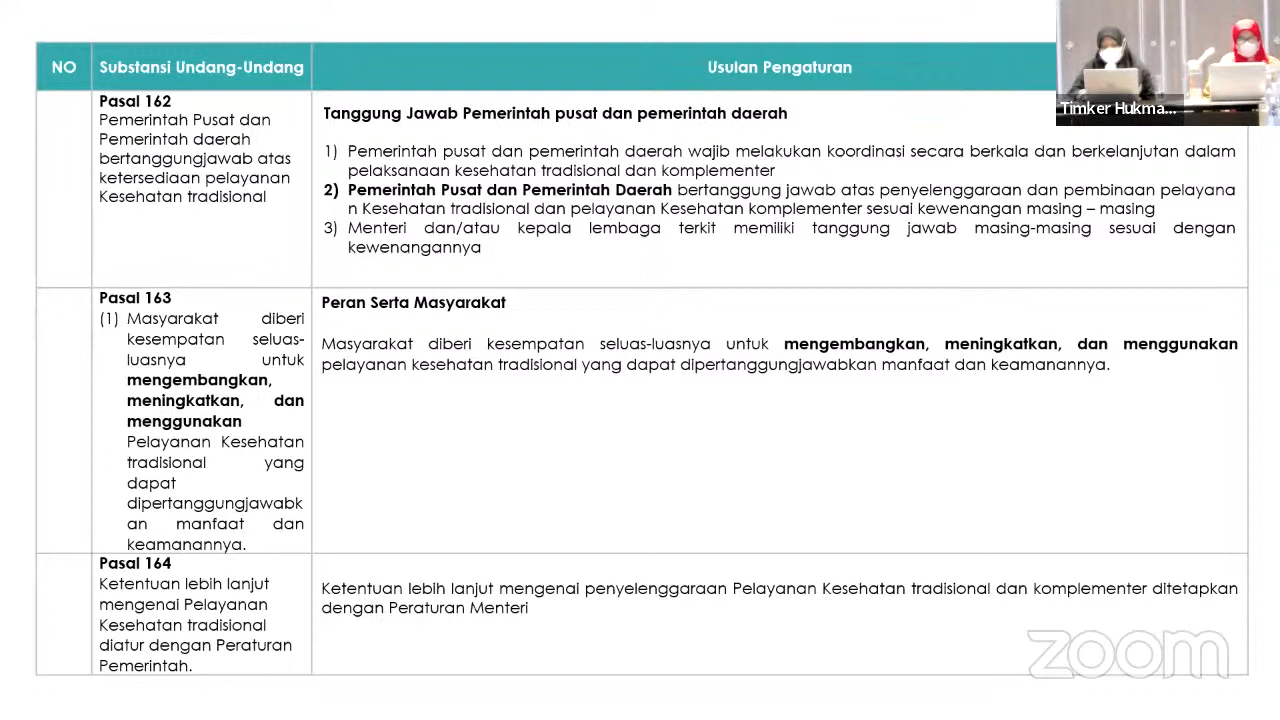 NO
Substansi Undang-Undang
Usulan Pengaturan
Timker Hukma...
Pasal 162
Pemerintah Pusat dan
Pemerintah daerah
bertanggungjawab atas
ketersediaan pelayanan
Kesehatan tradisional
Tanggung Jawab Pemerintah pusat dan pemerintah daerah
1) Pemerintah pusat dan pemerintah daerah wajib melakukan koordinasi secara berkala dan berkelanjutan dalam
pelaksanaan kesehatan tradisional dan komplementer
2) Pemerintah Pusat dan Pemerintah Daerah bertanggung jawab atas penyelenggaraan dan pembinaan pelayana
n Kesehatan tradisional dan pelayanan Kesehatan komplementer sesuai kewenangan masing – masing
3) Menteri dan/atau kepala lembaga terkit memiliki tanggung jawab masing-masing sesuai dengan
kewenangannya
Pasal 163
(1) Masyarakat diberi
kesempatan seluas-
luasnya untuk
mengembangkan,
meningkatkan, dan
menggunakan
Pelayanan Kesehatan
tradisional yang
dapat
dipertanggungjawabk
an manfaat dan
keamanannya.
Peran Serta Masyarakat
Masyarakat diberi kesempatan seluas-luasnya untuk mengembangkan, meningkatkan, dan menggunakan
pelayanan kesehatan tradisional yang dapat dipertanggungjawabkan manfaat dan keamanannya.
Pasal 164
Ketentuan lebih lanjut
mengenai Pelayanan
Kesehatan tradisional
diatur dengan Peraturan
Pemerintah.
Ketentuan lebih lanjut mengenai penyelenggaraan Pelayanan Kesehatan tradisional dan komplementer ditetapkan
dengan Peraturan Menteri
zoom